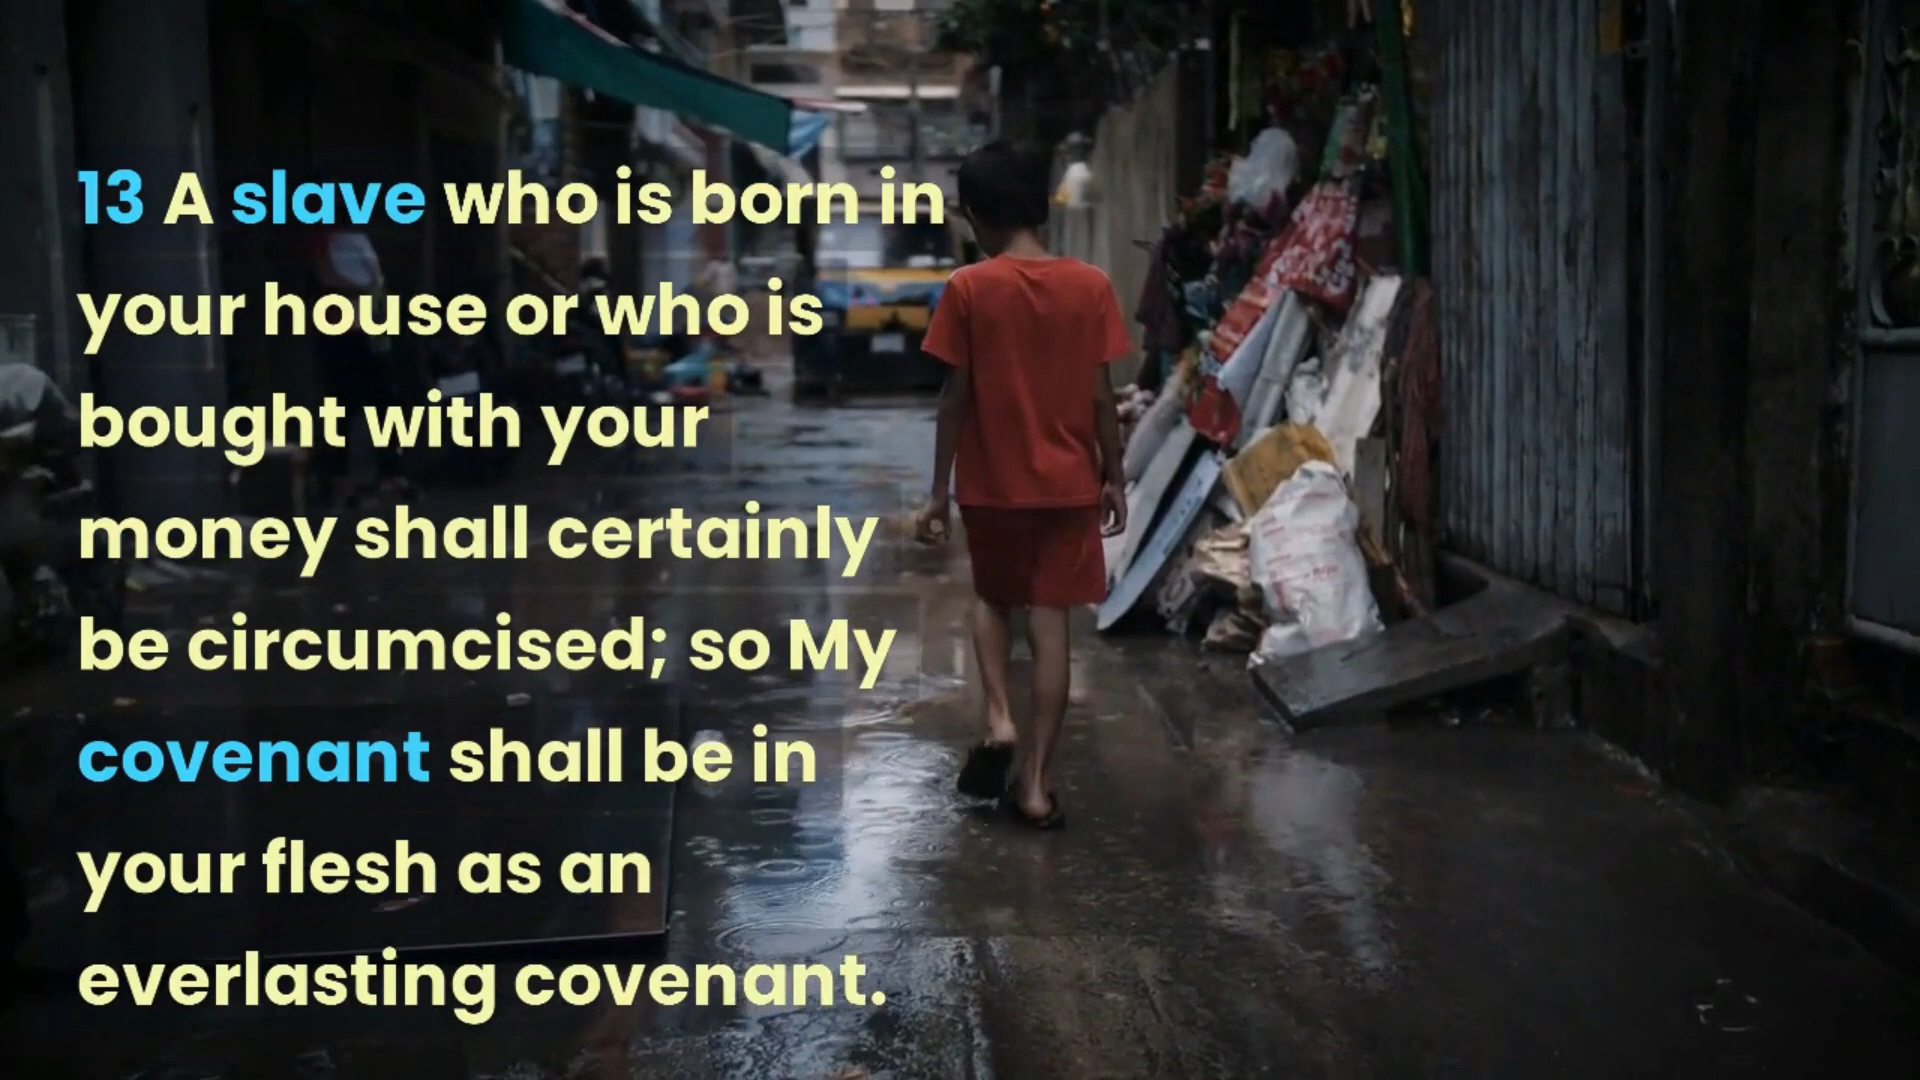 13 A slave who is born in
your house or who is
bought with your
money shall certainly
be circumcised; so My
covenant shall be in
your flesh as an
everlasting covenant.